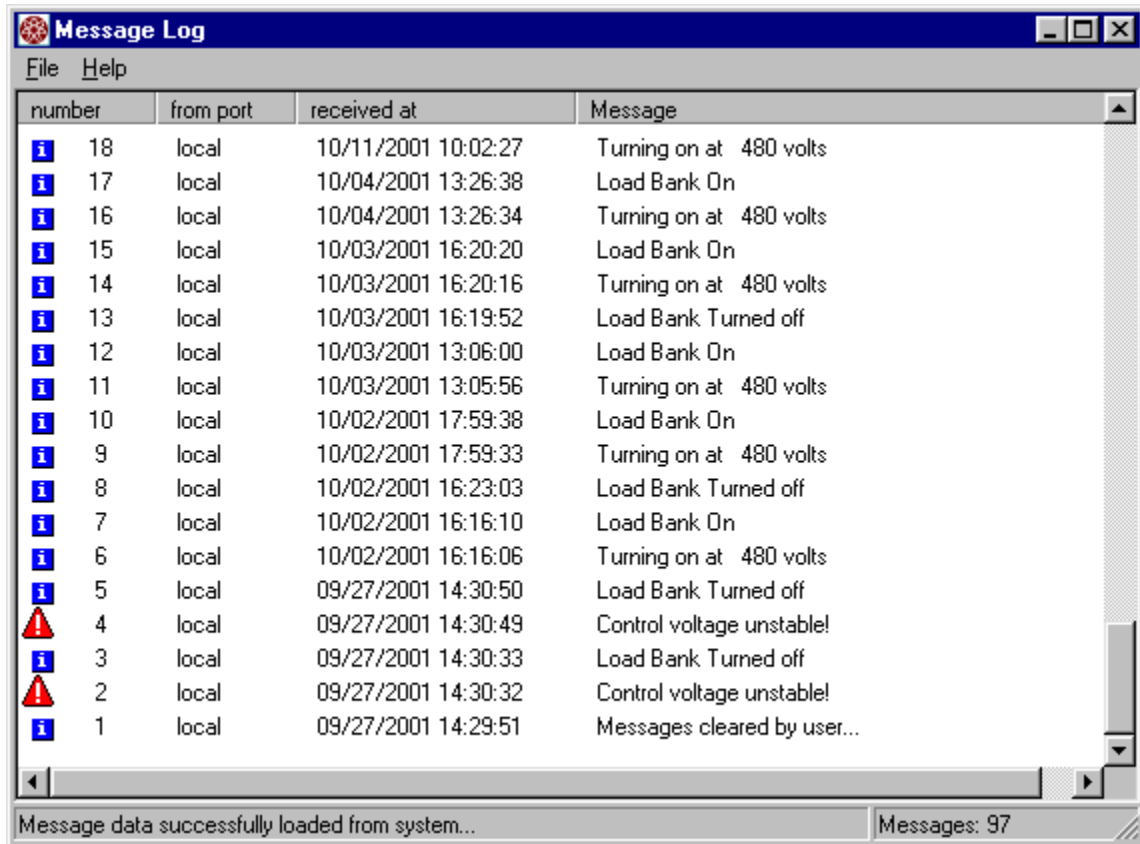 Message Log
File Help
number from port received at Message
18 local 10/11/2001 10:02:27 Turning on at 480 volts
17 local 10/04/2001 13:26:38 Load Bank On
16 local 10/04/2001 13:26:34 Turning on at 480 volts
15 local 10/03/2001 16:20:20 Load Bank On
14 local 10/03/2001 16:20:16 Turning on at 480 volts
13 local 10/03/2001 16:19:52 Load Bank Turned off
12 local 10/03/2001 13:06:00 Load Bank On
11 local 10/03/2001 13:05:56 Turning on at 480 volts
10 local 10/02/2001 17:59:38 Load Bank On
9 local 10/02/2001 17:59:33 Turning on at 480 volts
8 local 10/02/2001 16:23:03 Load Bank Turned off
7 local 10/02/2001 16:16:10 Load Bank On
6 local 10/02/2001 16:16:06 Turning on at 480 volts
5 local 09/27/2001 14:30:50 Load Bank Turned off
4 local 09/27/2001 14:30:49 Control voltage unstable!
3 local 09/27/2001 14:30:33 Load Bank Turned off
2 local 09/27/2001 14:30:32 Control voltage unstable!
1 local 09/27/2001 14:29:51 Messages cleared by user...
Message data successfully loaded from system... Messages: 97